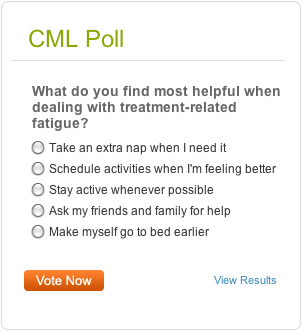 CML Poll
What do you find most helpful when
dealing with treatment-related
fatigue?
Take an extra nap when I need it
Schedule activities when I'm feeling better
Stay active whenever possible
Ask my friends and family for help
Make myself go to bed earlier
Vote Now
View Results